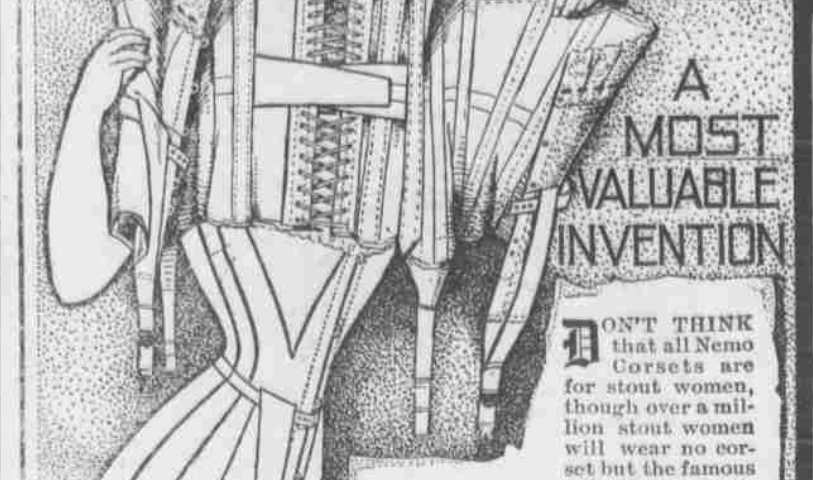 A
MOST
VALUABLE
INVENTION
DON'T THINK
that all Nemo
Corsets are
for stout women,
though over a mil-
lion stout women
will wear no cor-
set but the famous